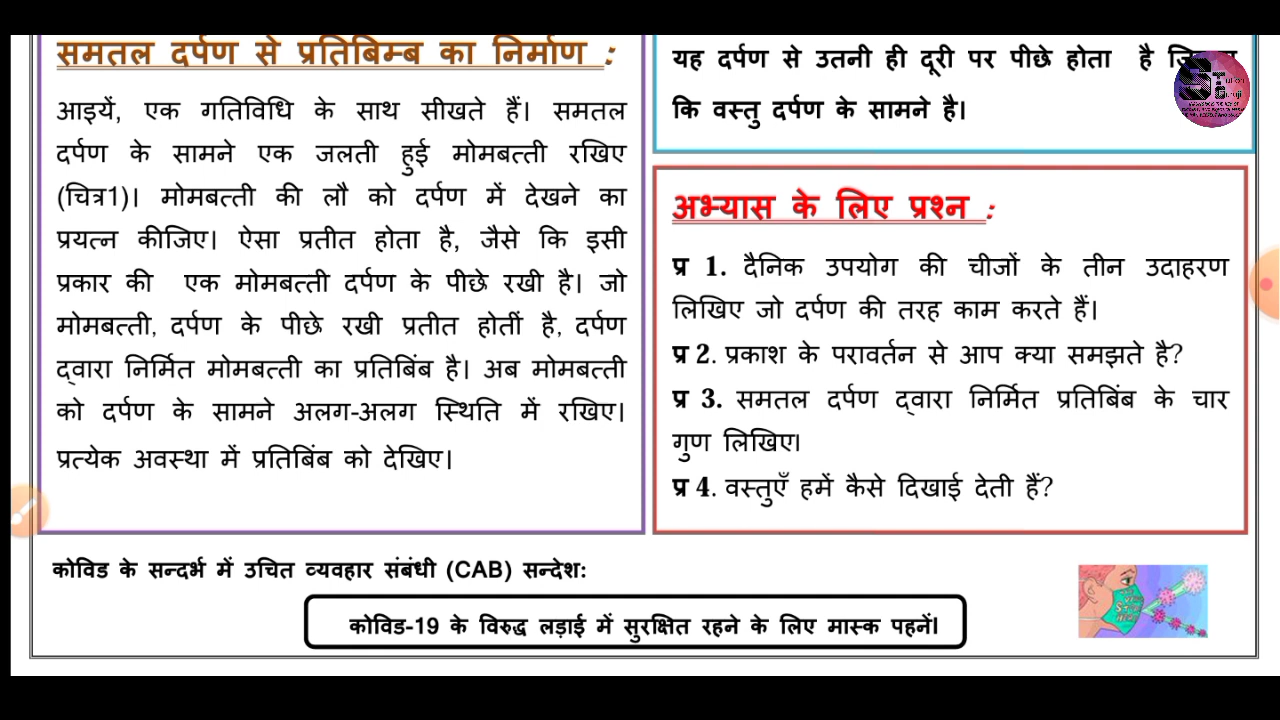 समतल दर्पण से प्रतिबिम्ब का निर्माण :
आइयें, एक गतिविधि के साथ सीखते हैं। समतल
दर्पण के सामने एक जलती हुई मोमबत्ती रखिए
(चित्र1)। मोमबत्ती की लौ को दर्पण में देखने का
प्रयत्न कीजिए। ऐसा प्रतीत होता है, जैसे कि इसी
प्रकार की एक मोमबत्ती दर्पण के पीछे रखी है। जो
मोमबत्ती, दर्पण के पीछे रखी प्रतीत होतीं है, दर्पण
द्वारा निर्मित मोमबत्ती का प्रतिबिंब है। अब मोमबत्ती
को दर्पण के सामने अलग-अलग स्थिति में रखिए।
प्रत्येक अवस्था में प्रतिबिंब को देखिए।
यह दर्पण से उतनी ही दूरी पर पीछे होता है
कि वस्तु दर्पण के सामने है।
अभ्यास के लिए प्रश्न :
प्र 1. दैनिक उपयोग की चीजों के तीन उदाहरण
लिखिए जो दर्पण की तरह काम करते हैं।
प्र 2. प्रकाश के परावर्तन से आप क्या समझते है?
प्र 3. समतल दर्पण द्वारा निर्मित प्रतिबिंब के चार
गुण लिखिए।
प्र 4. वस्तुएँ हमें कैसे दिखाई देती हैं?
कोविड के सन्दर्भ में उचित व्यवहार संबंधी (CAB) सन्देश:
कोविड-19 के विरुद्ध लड़ाई में सुरक्षित रहने के लिए मास्क पहनें।